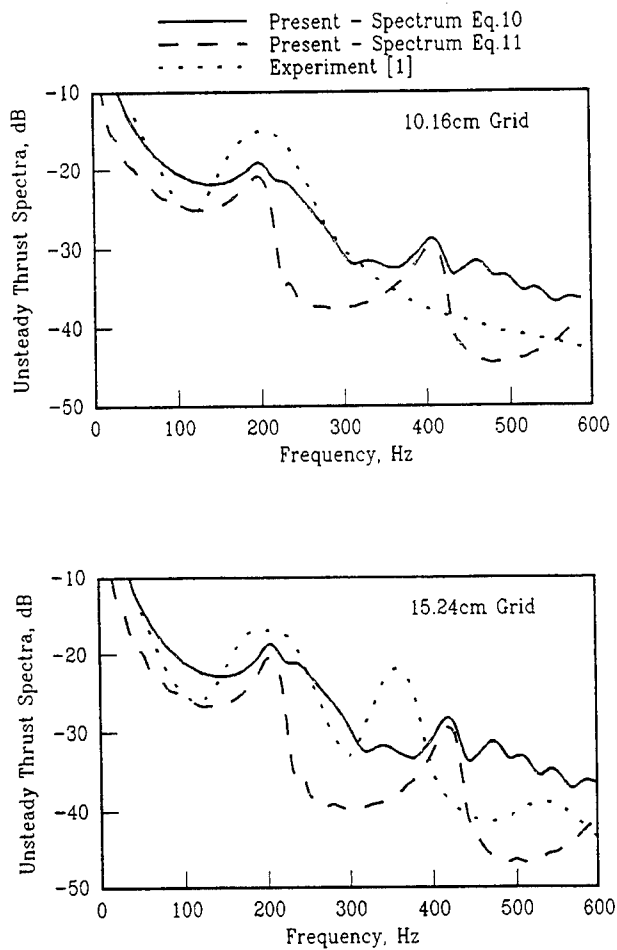 Present - Spectrum Eq.10
Present - Spectrum Eq.11
Experiment [1]
10.16cm Grid
Unsteady Thrust Spectra, dB
-10
-20
-30
-40
-50
0 100 200 300 400 500 600
Frequency, Hz
15.24cm Grid
Unsteady Thrust Spectra, dB
-10
-20
-30
-40
-50
0 100 200 300 400 500 600
Frequency, Hz